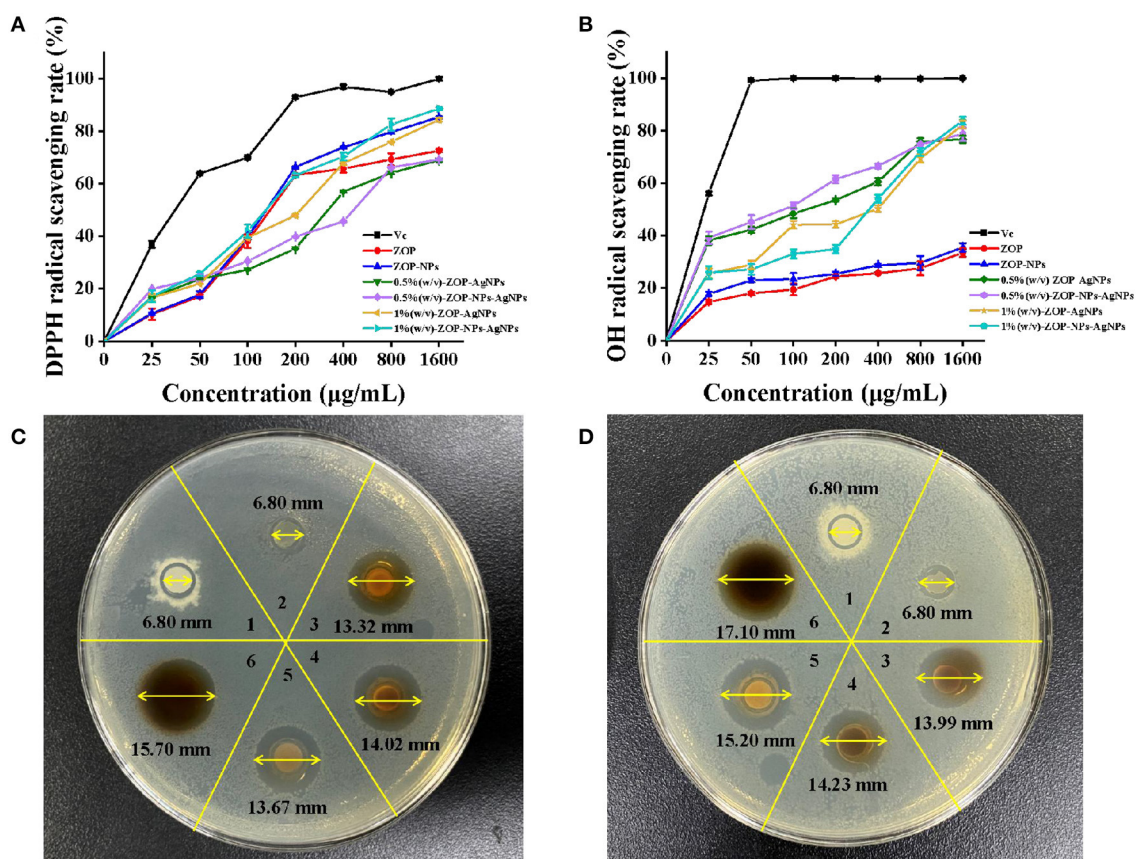 A
DPPH radical scavenging rate (%)
100
80
60
40
20
0
0 25 50 100 200 400 800 1600
Concentration (μg/mL)
Vc
ZOP
ZOP-NPs
0.5%(w/v)-ZOP-AgNPs
0.5%(w/v)-ZOP-NPs-AgNPs
1%(w/v)-ZOP-AgNPs
1%(w/v)-ZOP-NPs-AgNPs
B
OH radical scavenging rate (%)
100
80
60
40
20
0
0 25 50 100 200 400 800 1600
Concentration (μg/mL)
Vc
ZOP
ZOP-NPs
0.5%(w/v)-ZOP-AgNPs
0.5%(w/v)-ZOP-NPs-AgNPs
1%(w/v)-ZOP-AgNPs
1%(w/v)-ZOP-NPs-AgNPs
C
6.80 mm
6.80 mm
13.32 mm
1 2 3
6 5 4
15.70 mm
13.67 mm
14.02 mm
D
6.80 mm
17.10 mm
6.80 mm
6 1 2
5 4 3
15.20 mm
14.23 mm
13.99 mm